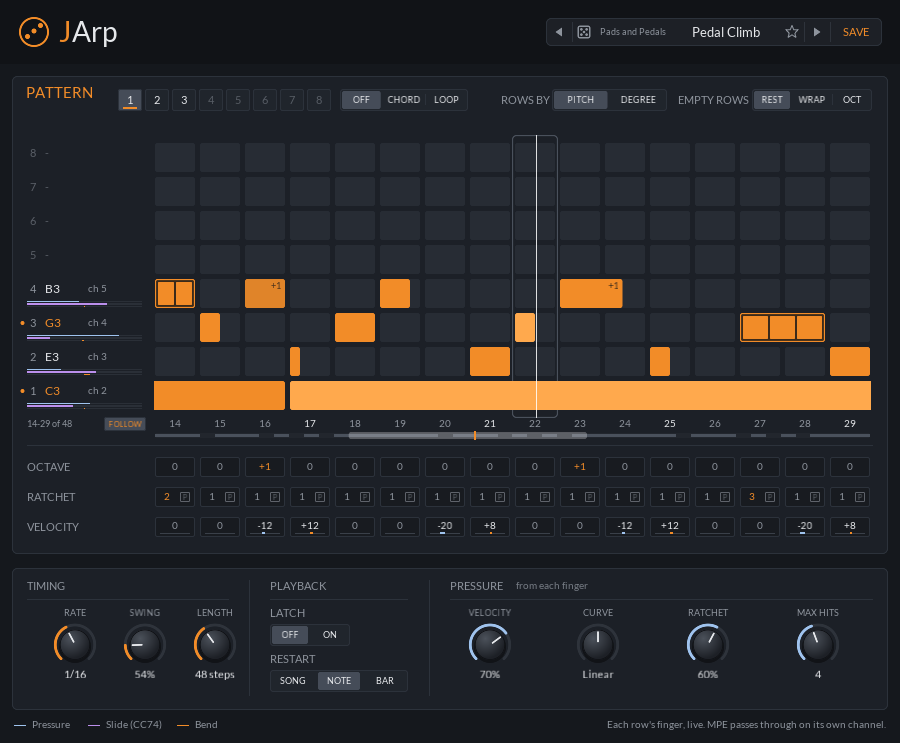 JArp
Pads and Pedals Pedal Climb SAVE
PATTERN 1 2 3 4 5 6 7 8 OFF CHORD LOOP ROWS BY PITCH DEGREE EMPTY ROWS REST WRAP OCT
8 -
7 -
6 -
5 -
4 B3 ch 5 +1 +1
3 G3 ch 4
2 E3 ch 3
1 C3 ch 2
14-29 of 48 FOLLOW 14 15 16 17 18 19 20 21 22 23 24 25 26 27 28 29
OCTAVE 0 0 +1 0 0 0 0 0 0 +1 0 0 0 0 0 0
RATCHET 2 P 1 P 1 P 1 P 1 P 1 P 1 P 1 P 1 P 1 P 1 P 1 P 1 P 3 P 1 P 1 P
VELOCITY 0 0 -12 +12 0 0 -20 +8 0 0 -12 +12 0 0 -20 +8
TIMING PLAYBACK PRESSURE from each finger
RATE SWING LENGTH LATCH VELOCITY CURVE RATCHET MAX HITS
OFF ON
RESTART
1/16 54% 48 steps SONG NOTE BAR 70% Linear 60% 4
Pressure Slide (CC74) Bend Each row's finger, live. MPE passes through on its own channel.